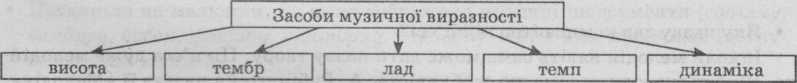 Засоби музичної виразності
висота
тембр
лад
темп
динаміка